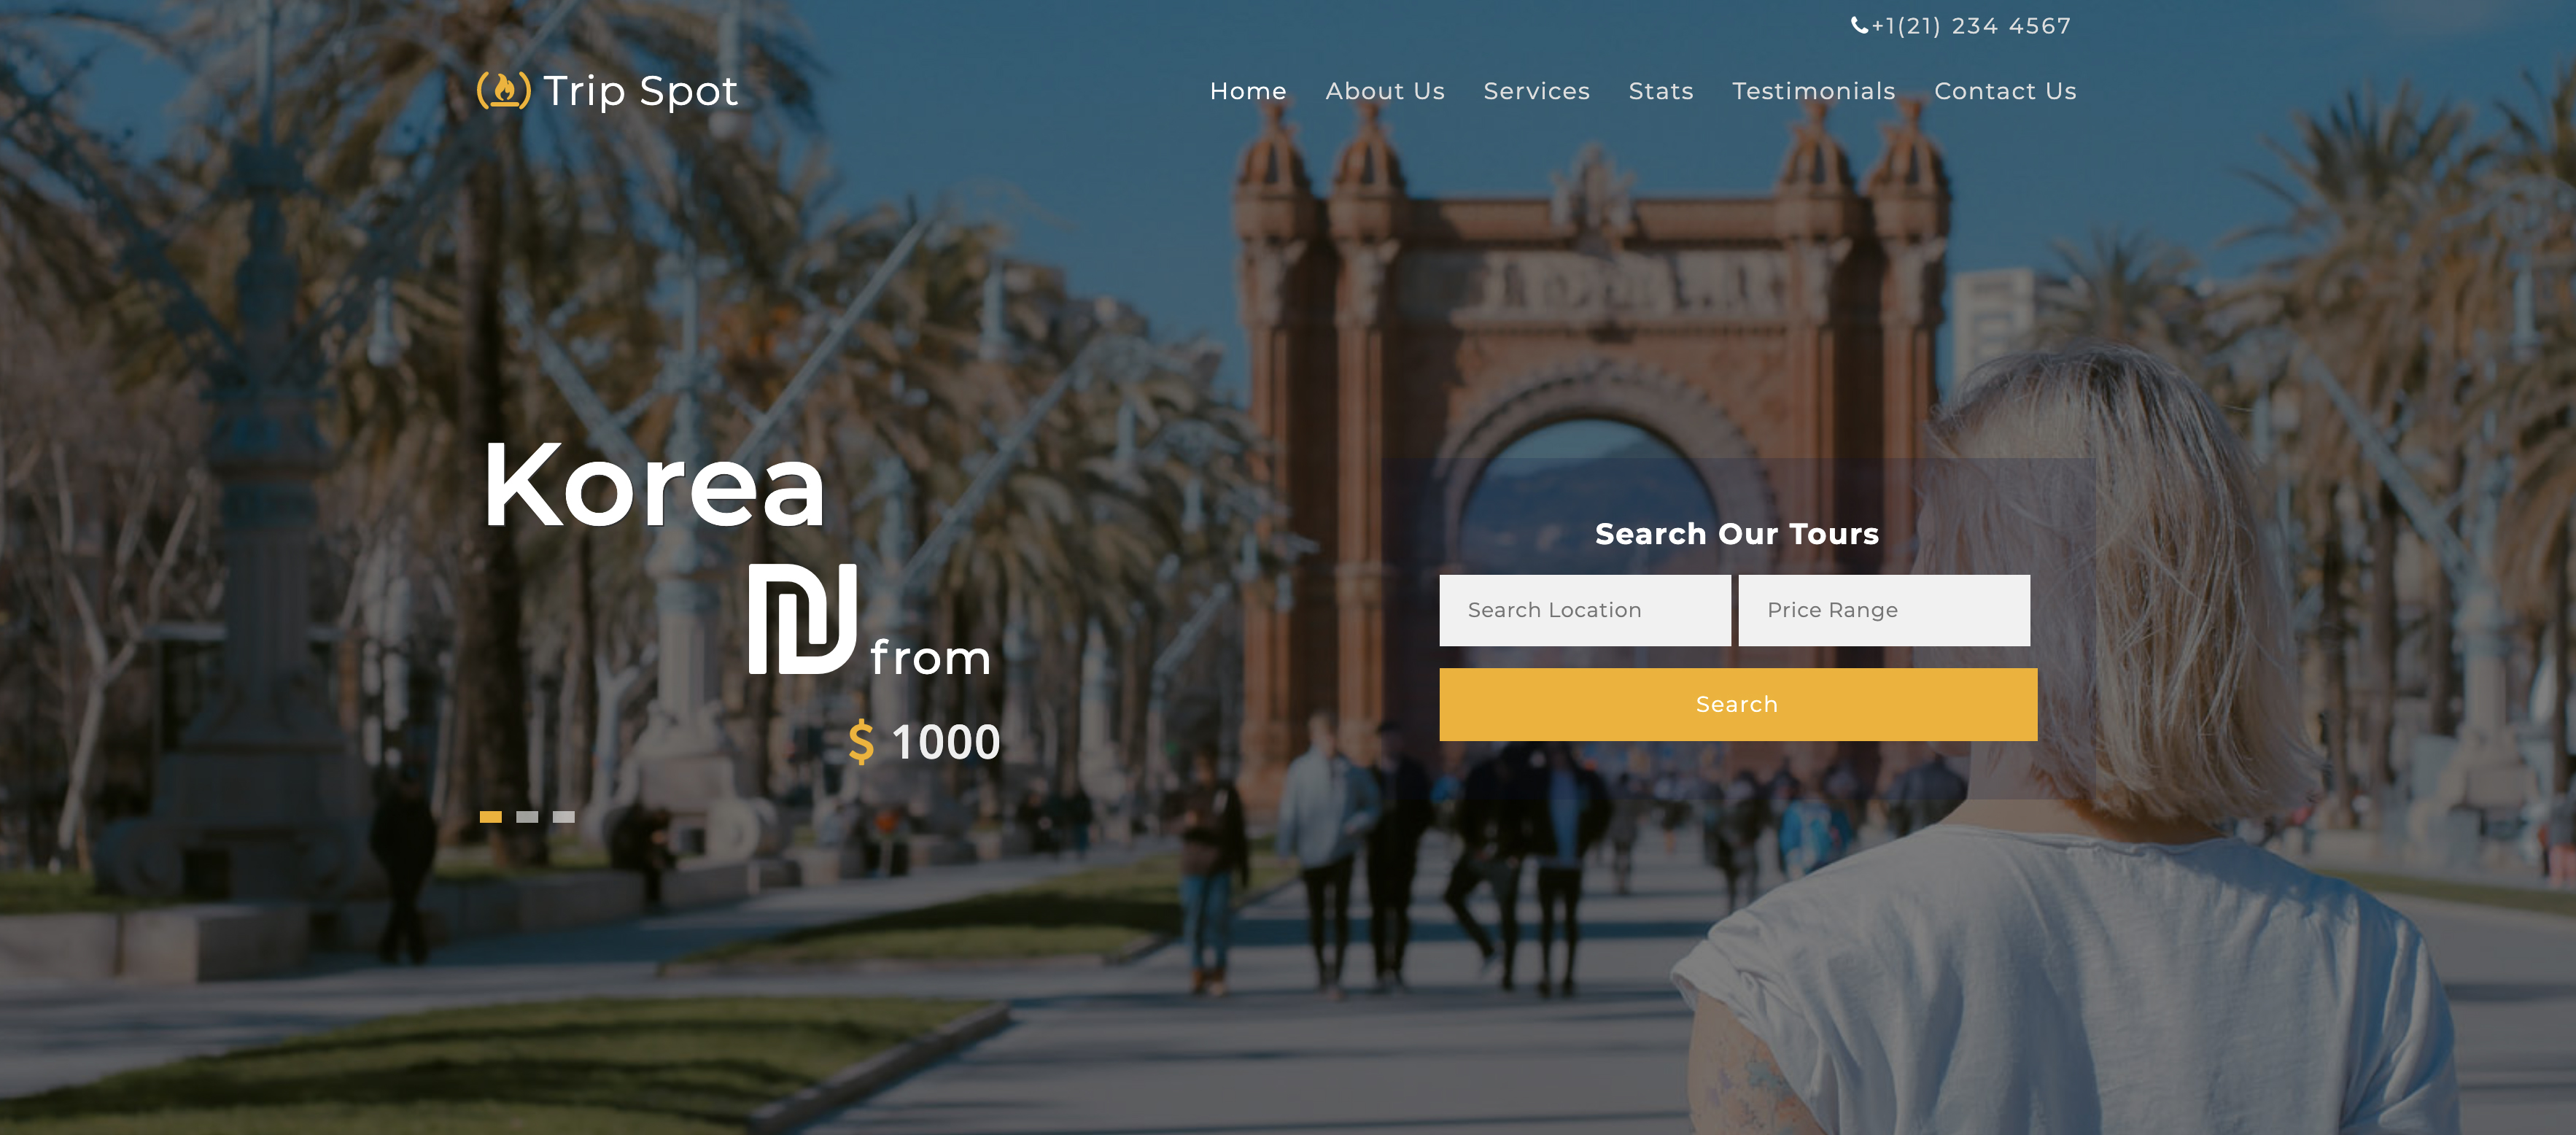 +1(21) 234 4567
Trip Spot
Home About Us Services Stats Testimonials Contact Us
Korea
₪ from
$ 1000
Search Our Tours
Search Location Price Range
Search